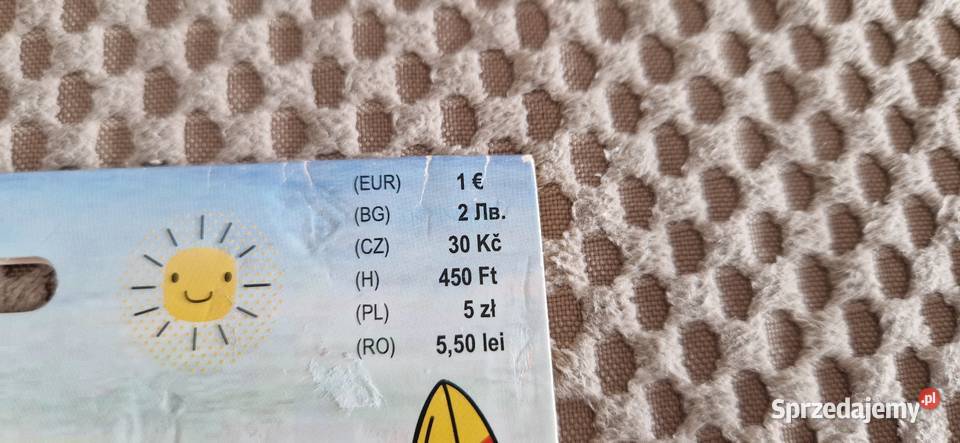 (EUR) 1 €
(BG) 2 Лв.
(CZ) 30 Kč
(H) 450 Ft
(PL) 5 zł
(RO) 5,50 lei
Sprzedajemy.pl